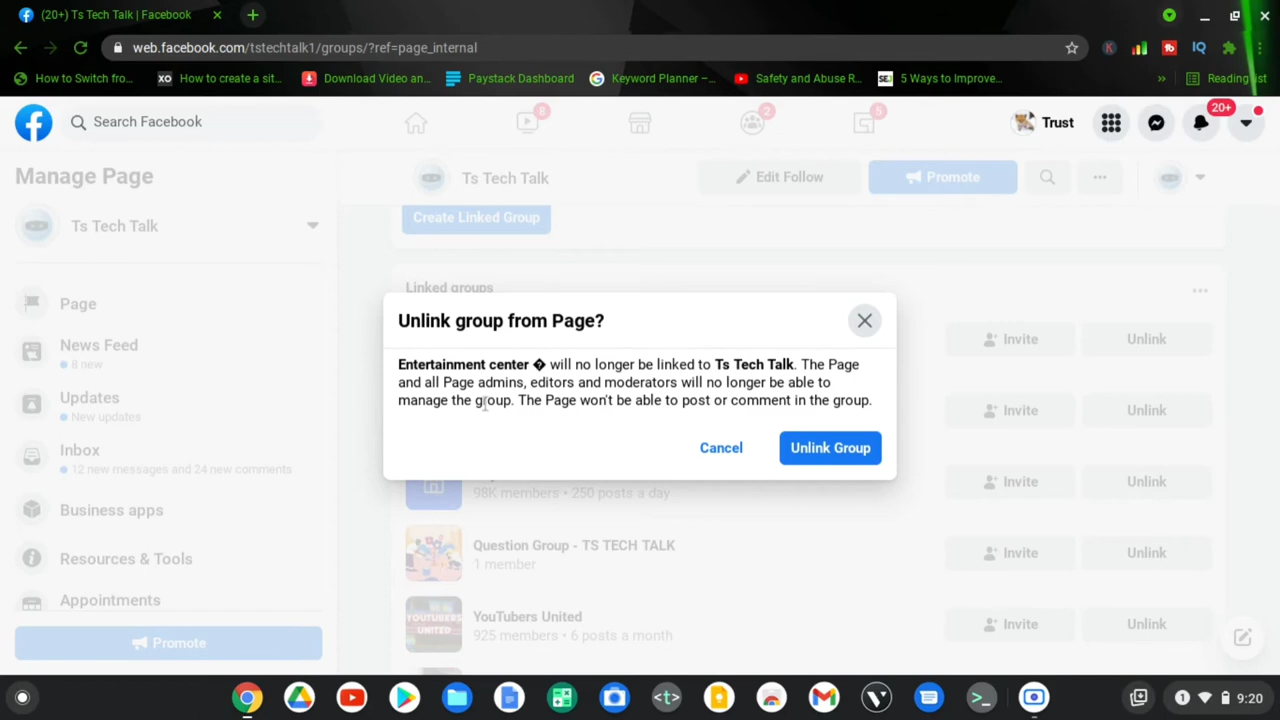 (20+) Ts Tech Talk | Facebook
web.facebook.com/tstechtalk1/groups/?ref=page_internal
How to Switch fro...
XO How to create a sit...
Download Video an...
Paystack Dashboard
Keyword Planner –...
Safety and Abuse R...
SEJ 5 Ways to Improve...
» Reading list
Search Facebook
8
2
5
Trust
20+
Manage Page
Ts Tech Talk
Edit Follow
Promote
Ts Tech Talk
Create Linked Group
Page
News Feed
8 new
Updates
New updates
Inbox
12 new messages and 24 new comments
Business apps
Resources & Tools
Appointments
Promote
Linked groups
Unlink group from Page?
Entertainment center � will no longer be linked to Ts Tech Talk. The Page
and all Page admins, editors and moderators will no longer be able to
manage the group. The Page won't be able to post or comment in the group.
Cancel
Unlink Group
Invite Unlink
Invite Unlink
98K members • 250 posts a day
Invite Unlink
Question Group - TS TECH TALK
1 member
Invite Unlink
YOUTUBERS UNITED
YouTubers United
925 members • 6 posts a month
Invite Unlink
1 9:20